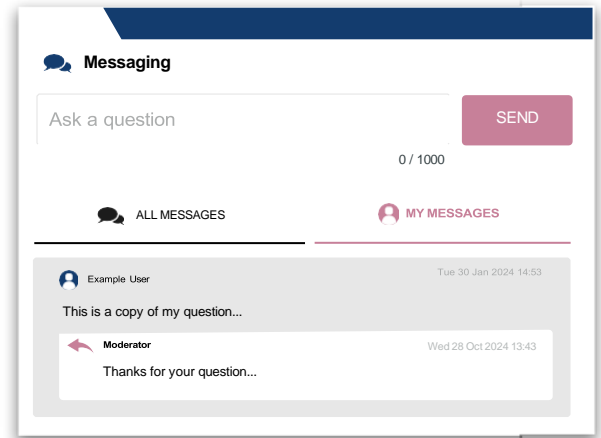 Messaging
Ask a question
SEND
0 / 1000
ALL MESSAGES
MY MESSAGES
Example User
Tue 30 Jan 2024 14:53
This is a copy of my question...
Moderator
Wed 28 Oct 2024 13:43
Thanks for your question...